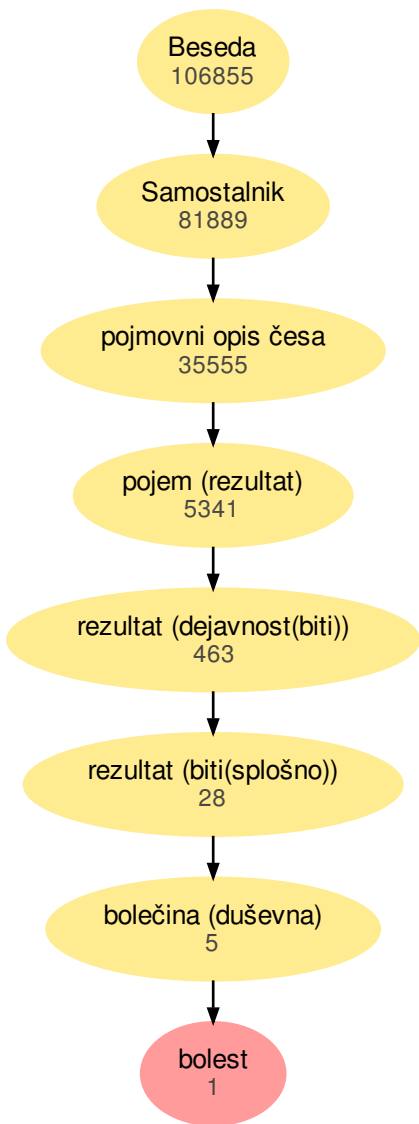 Beseda
106855
Samostalnik
81889
pojmovni opis česa
35555
pojem (rezultat)
5341
rezultat (dejavnost(biti))
463
rezultat (biti(splošno))
28
bolečina (duševna)
5
bolest
1